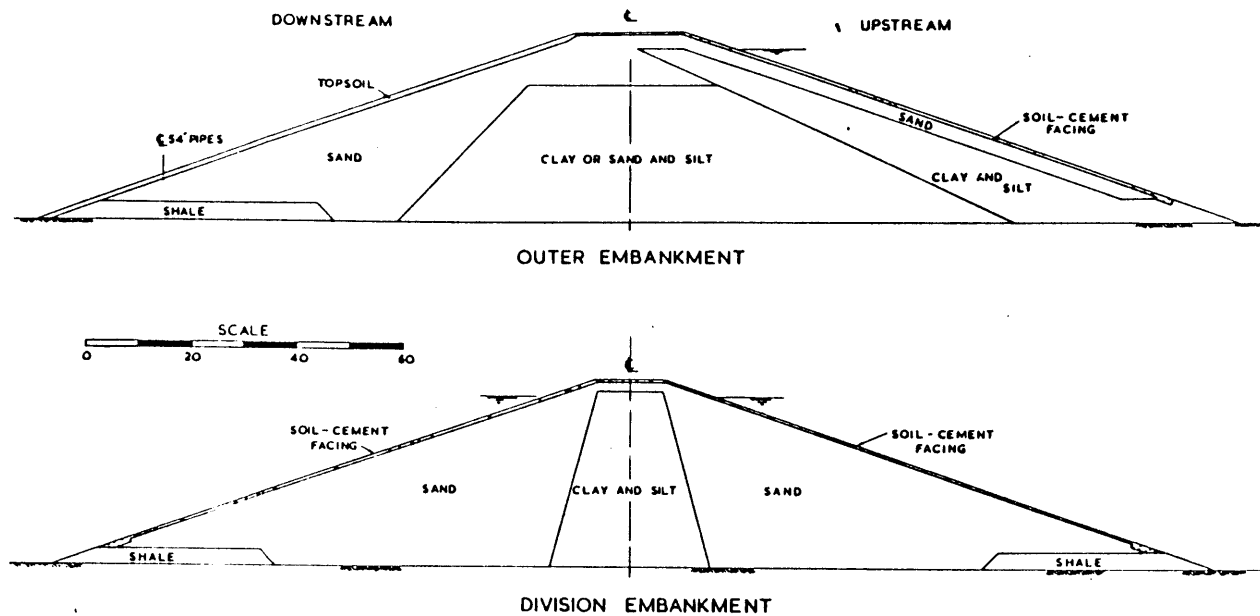 DOWNSTREAM
℄
UPSTREAM
TOPSOIL
℄ 54" PIPES
SAND
SHALE
CLAY OR SAND AND SILT
SAND
SOIL-CEMENT
FACING
CLAY AND
SILT
OUTER EMBANKMENT
SCALE
0 20 40 60
℄
SOIL-CEMENT
FACING
SOIL-CEMENT
FACING
SAND
CLAY AND SILT
SAND
SHALE
SHALE
DIVISION EMBANKMENT